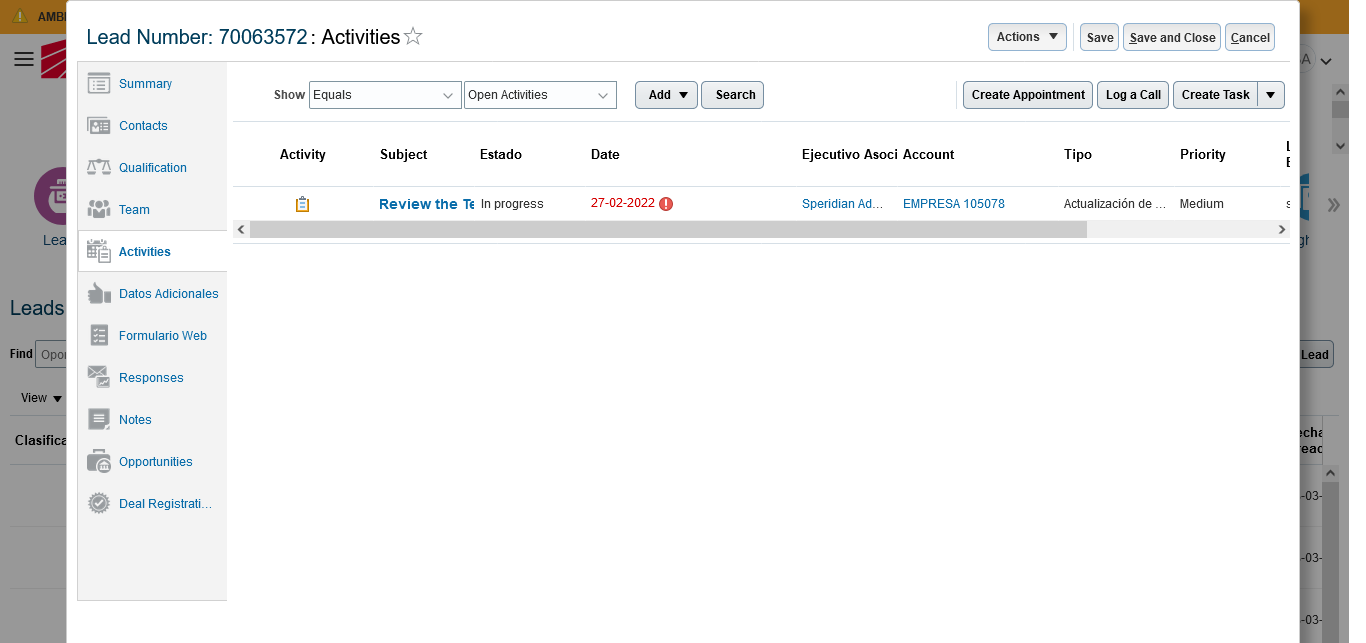 AMB
Lead Number: 70063572 : Activities
Actions
Save
Save and Close
Cancel
A
Summary
Contacts
Qualification
Team
Activities
Datos Adicionales
Formulario Web
Responses
Notes
Opportunities
Deal Registrati...
Show
Equals
Open Activities
Add
Search
Create Appointment
Log a Call
Create Task
Activity Subject Estado Date Ejecutivo Asoci Account Tipo Priority
Review the Te In progress 27-02-2022 Speridian Ad... EMPRESA 105078 Actualización de ... Medium s
Lea
Leads
Find
Opor
Lead
View
Clasifica
echa
read
-03-
-03-
-03-